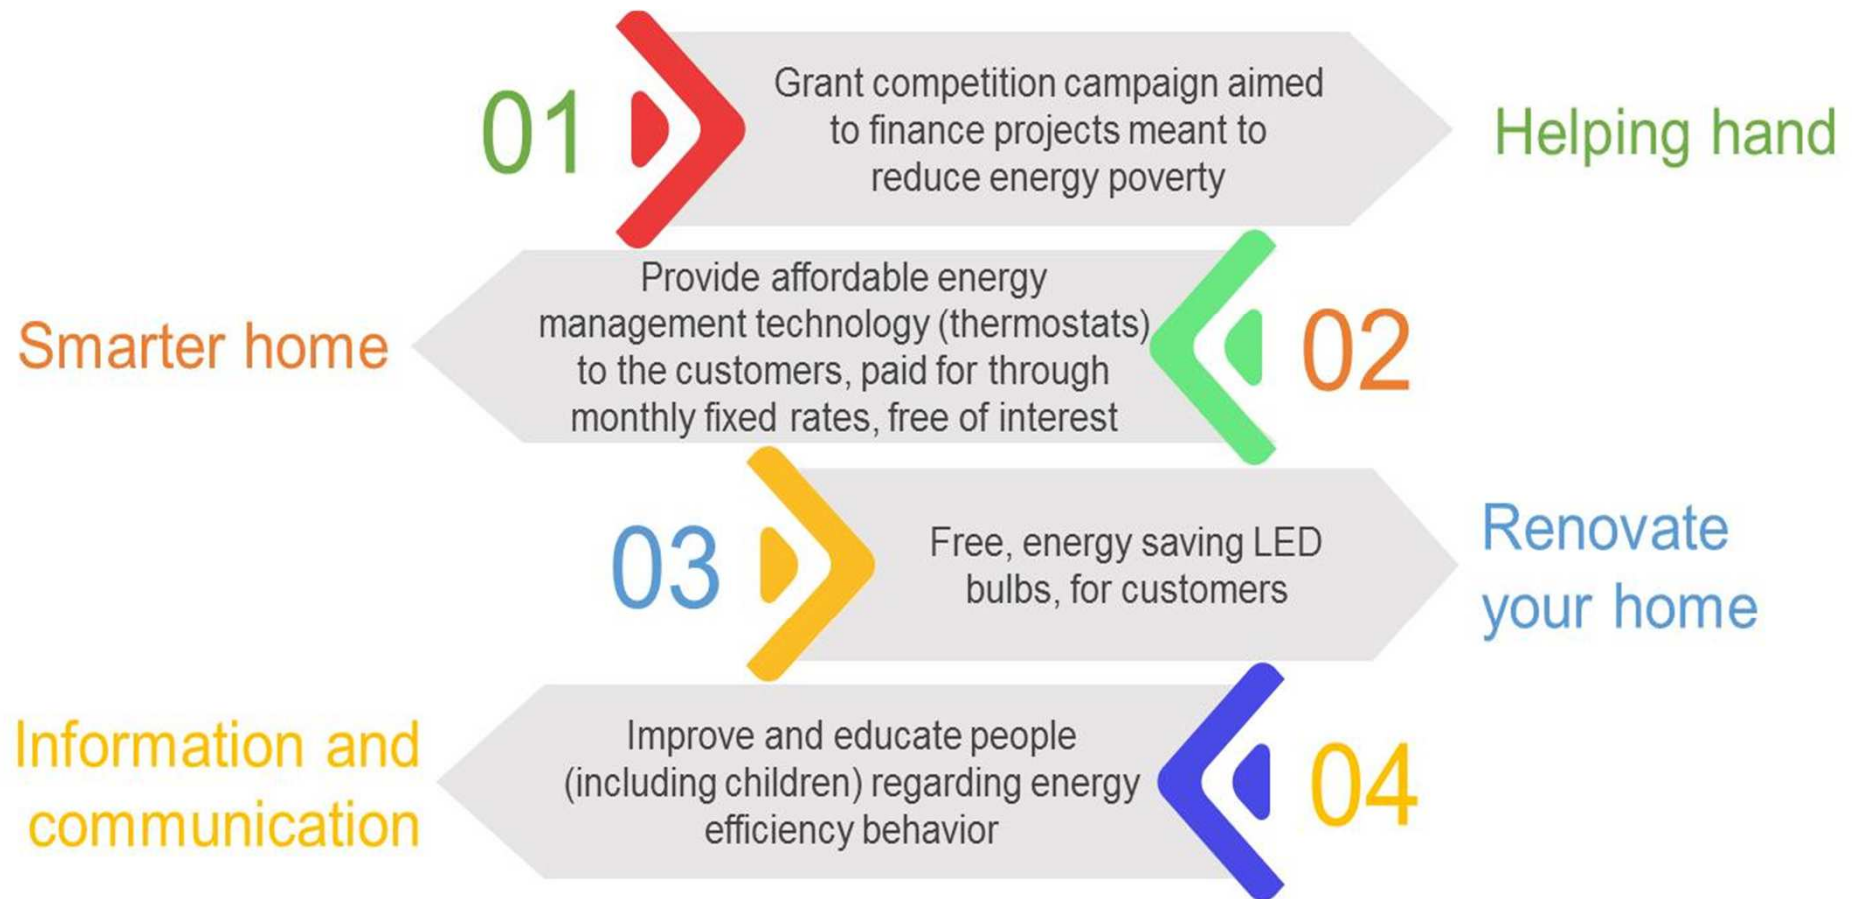 01
Grant competition campaign aimed
to finance projects meant to
reduce energy poverty
Helping hand
Smarter home
Provide affordable energy
management technology (thermostats)
to the customers, paid for through
monthly fixed rates, free of interest
02
03
Free, energy saving LED
bulbs, for customers
Renovate
your home
Information and
communication
Improve and educate people
(including children) regarding energy
efficiency behavior
04